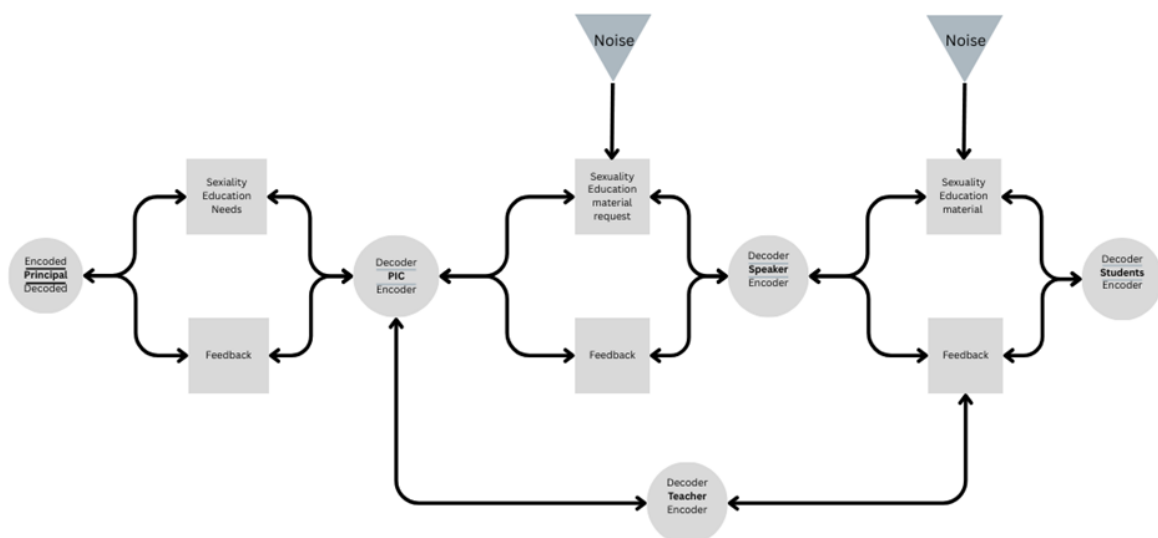 Noise
Noise
Sexiality
Education
Needs
Sexuality
Education
material
request
Sexuality
Education
material
Encoded
Principal
Decoded
Decoder
PIC
Encoder
Decoder
Speaker
Encoder
Decoder
Students
Encoder
Feedback
Feedback
Feedback
Decoder
Teacher
Encoder